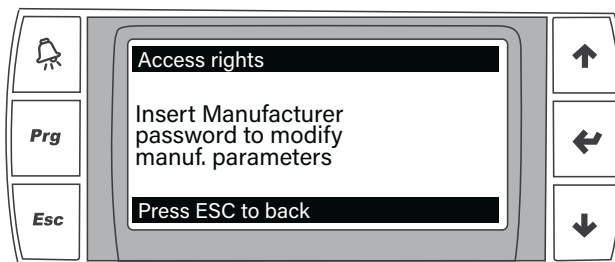 Access rights
Insert Manufacturer
password to modify
manuf. parameters
Press ESC to back
Prg
Esc